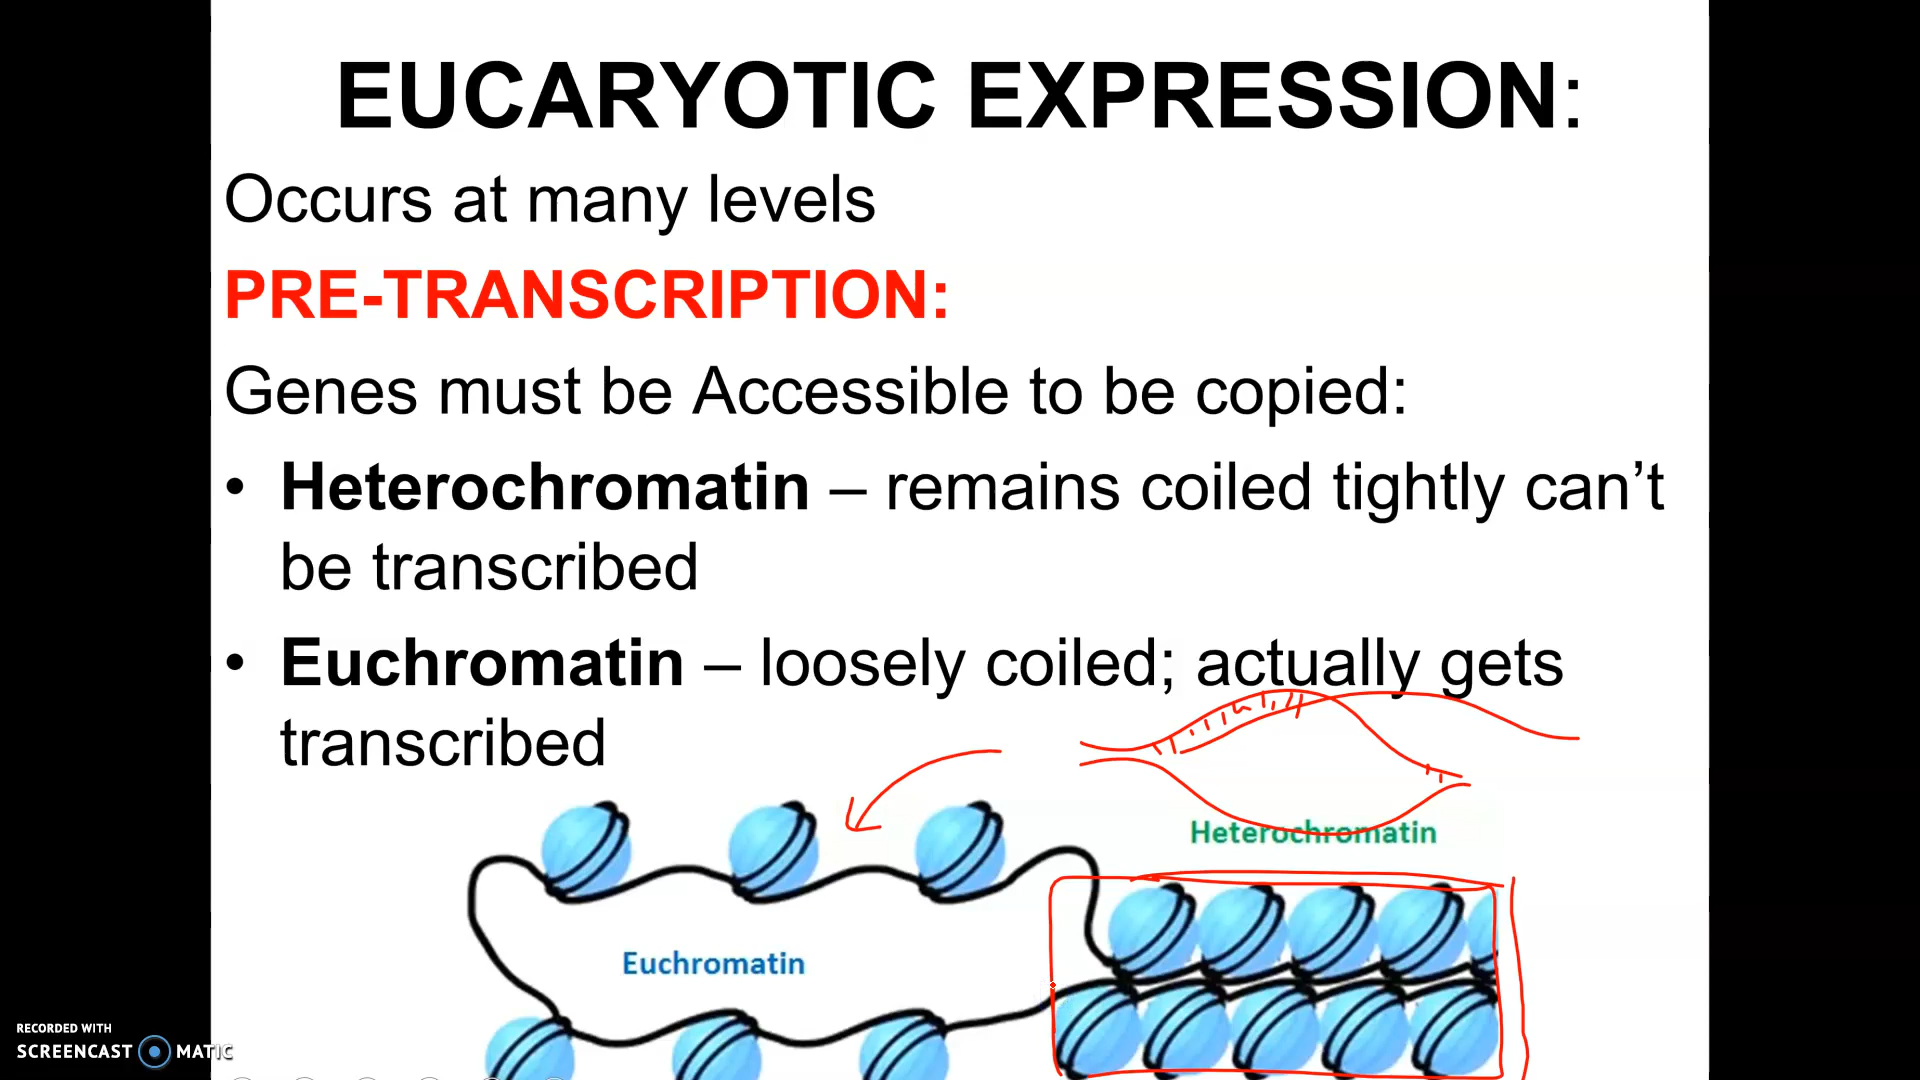 EUCARYOTIC EXPRESSION:
Occurs at many levels
PRE-TRANSCRIPTION:
Genes must be Accessible to be copied:
• Heterochromatin – remains coiled tightly can’t
be transcribed
• Euchromatin – loosely coiled; actually gets
transcribed
Heterochromatin
Euchromatin
RECORDED WITH
SCREENCAST MATIC